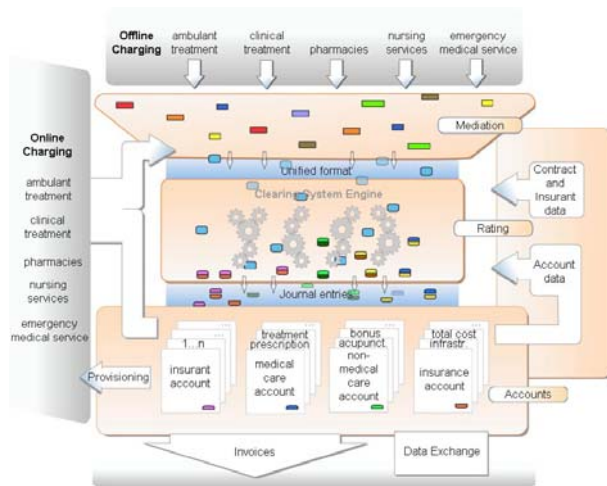 Offline
Charging
ambulant
treatment
clinical
treatment
pharmacies
nursing
services
emergency
medical service
Mediation
Online
Charging
ambulant
treatment
clinical
treatment
pharmacies
nursing
services
emergency
medical service
Unified format
Clearing System Engine
Contract
and
Insurant
data
Rating
Account
data
Journal entries
...
1...n
insurant
account
...
treatment
prescription
medical
care
account
...
bonus
acupunct.
non-
medical
care
account
...
total cost
infrastr.
insurance
account
Provisioning
Accounts
Invoices
Data Exchange